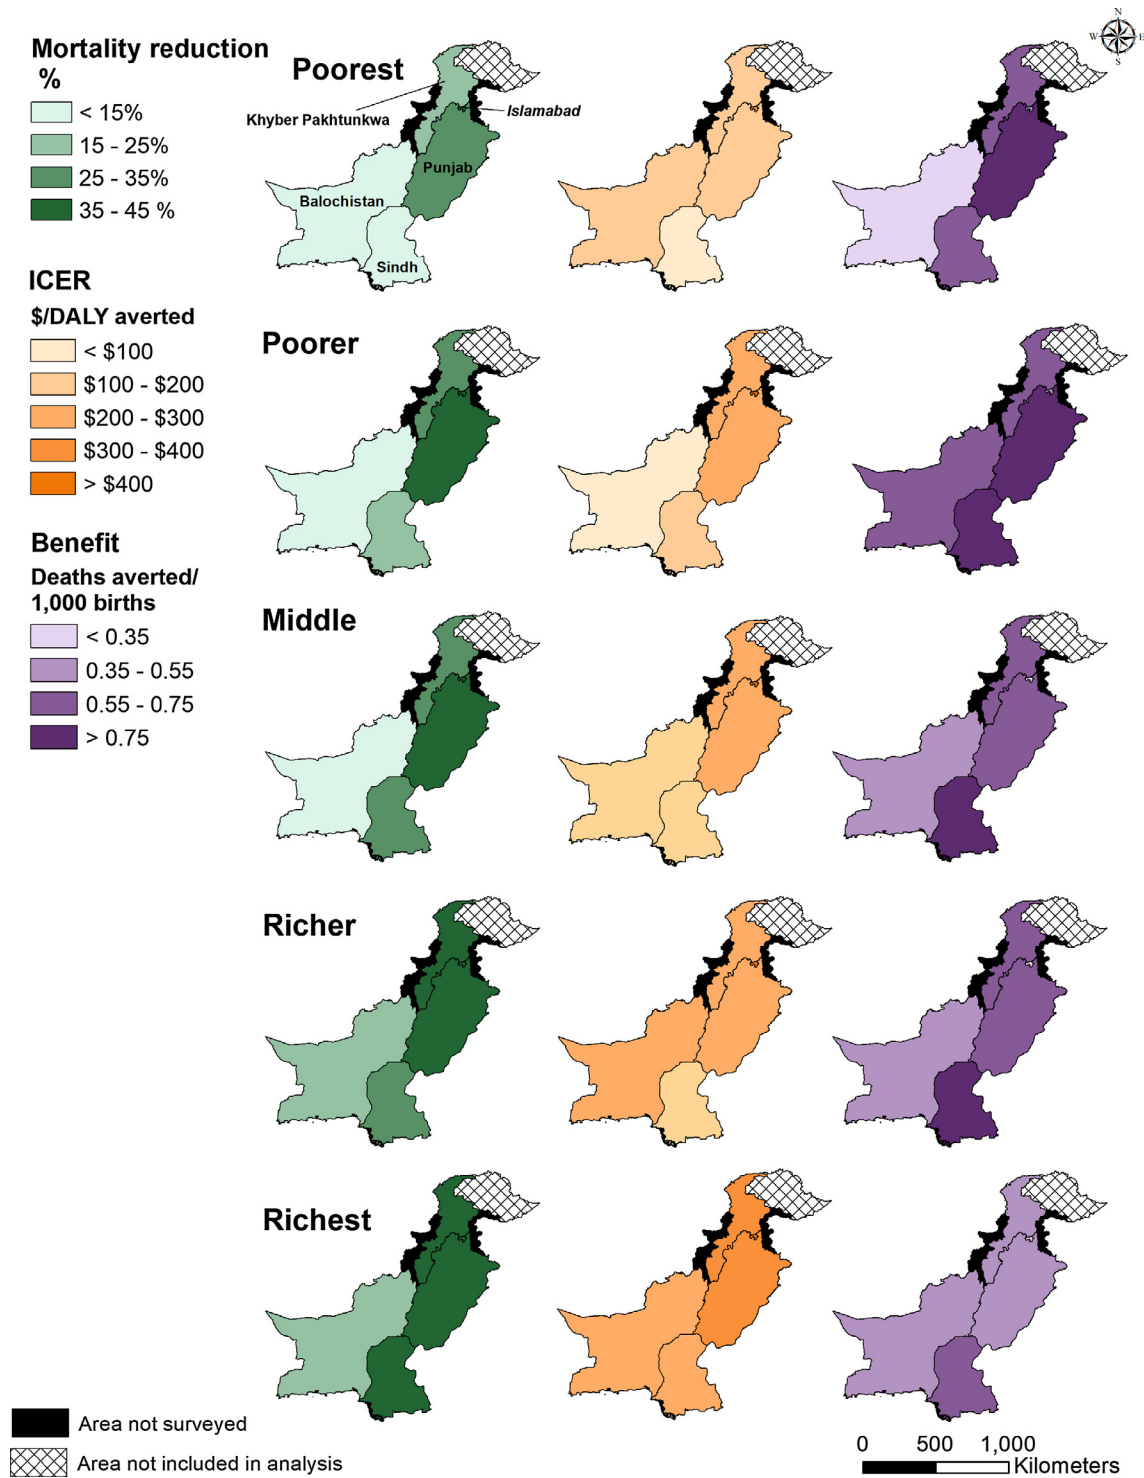 Mortality reduction
%
< 15%
15 - 25%
25 - 35%
35 - 45 %
ICER
$/DALY averted
< $100
$100 - $200
$200 - $300
$300 - $400
> $400
Benefit
Deaths averted/
1,000 births
< 0.35
0.35 - 0.55
0.55 - 0.75
> 0.75
Poorest
Khyber Pakhtunkwa
Islamabad
Punjab
Balochistan
Sindh
N
W E
S
Poorer
Middle
Richer
Richest
Area not surveyed
Area not included in analysis
0 500 1,000
Kilometers